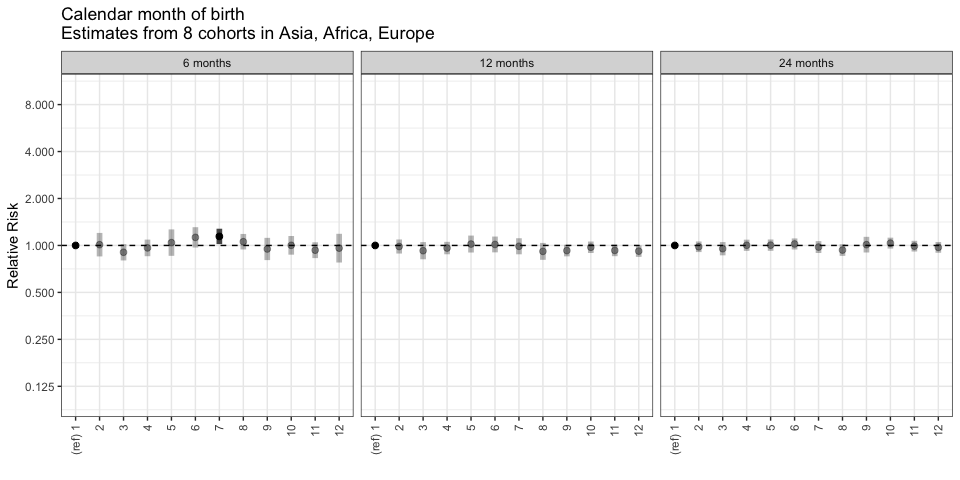 Calendar month of birth
Estimates from 8 cohorts in Asia, Africa, Europe
6 months 12 months 24 months
Relative Risk
8.000
4.000
2.000
1.000
0.500
0.250
0.125
(ref) 1 2 3 4 5 6 7 8 9 10 11 12 (ref) 1 2 3 4 5 6 7 8 9 10 11 12 (ref) 1 2 3 4 5 6 7 8 9 10 11 12